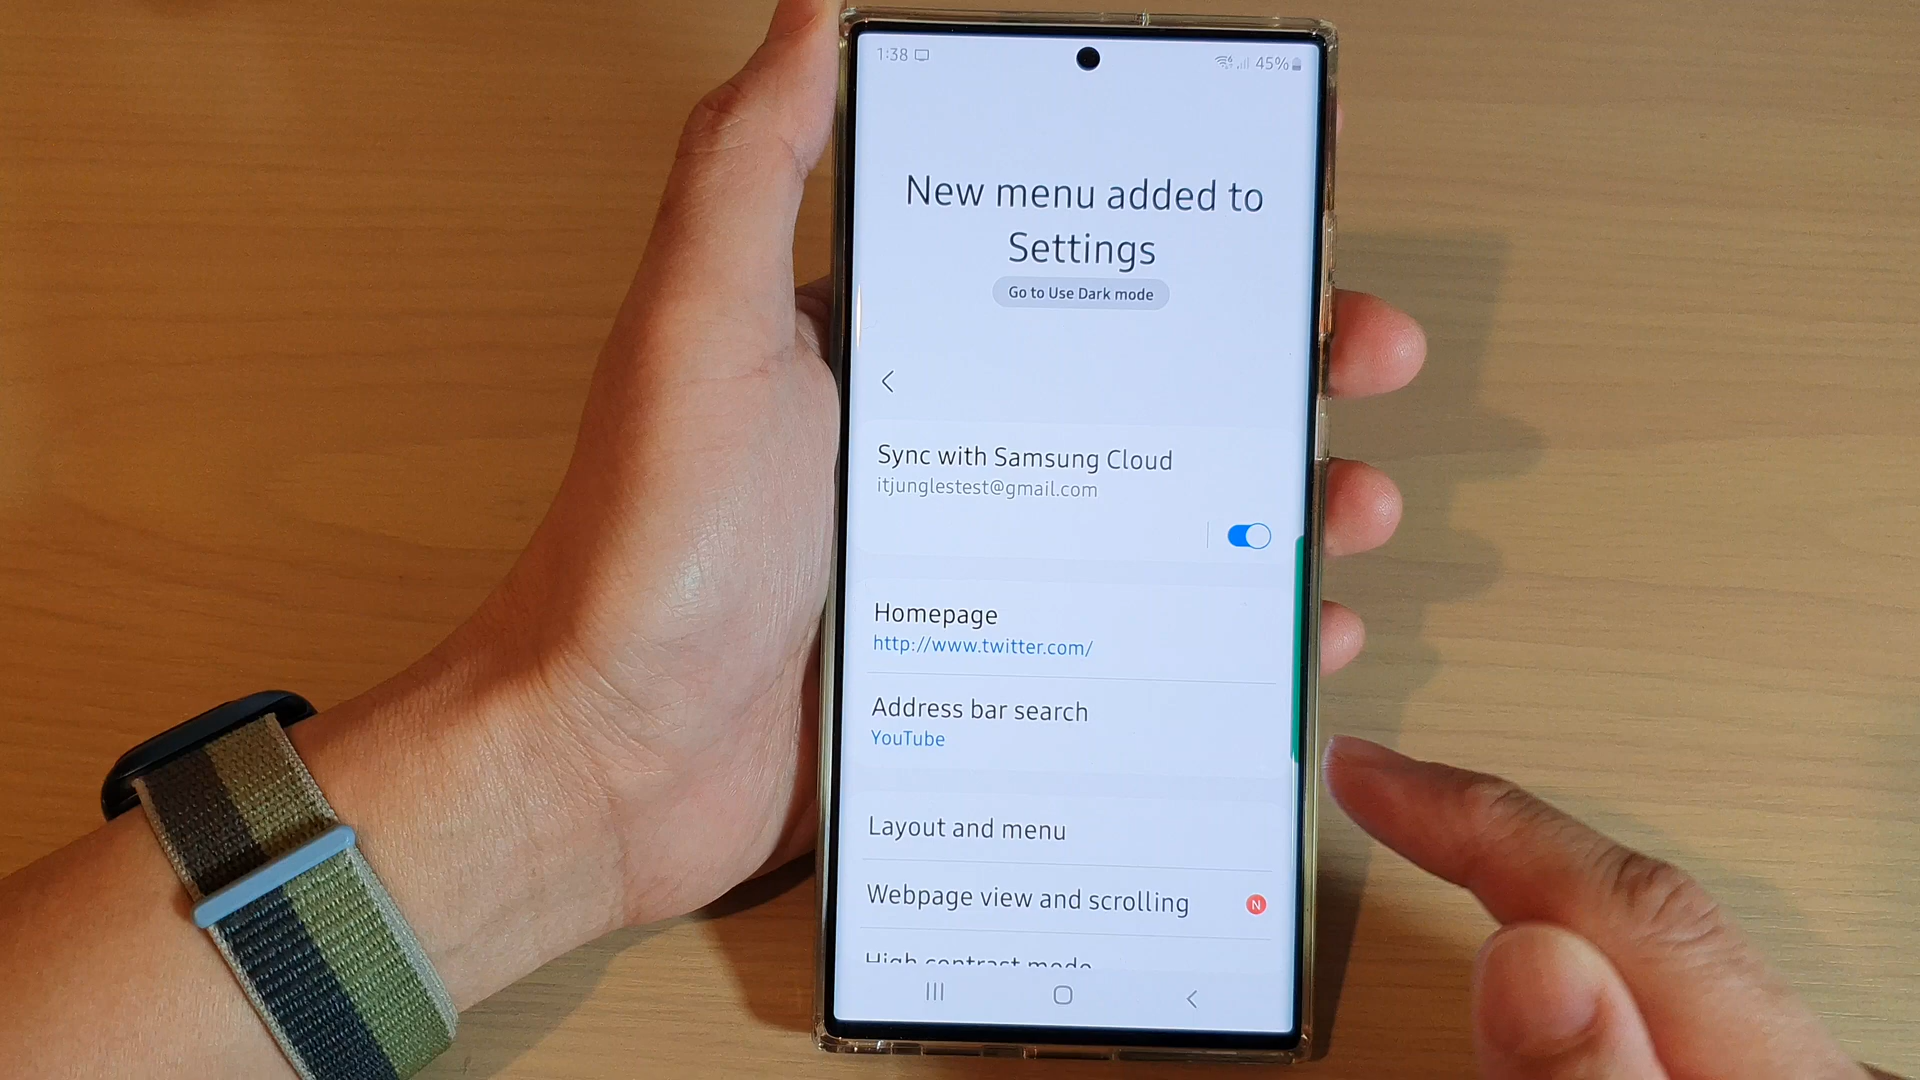 1:38
45%
New menu added to
Settings
Go to Use Dark mode
Sync with Samsung Cloud
itjunglestest@gmail.com
Homepage
http://www.twitter.com/
Address bar search
YouTube
Layout and menu
Webpage view and scrolling N
High contrast mode